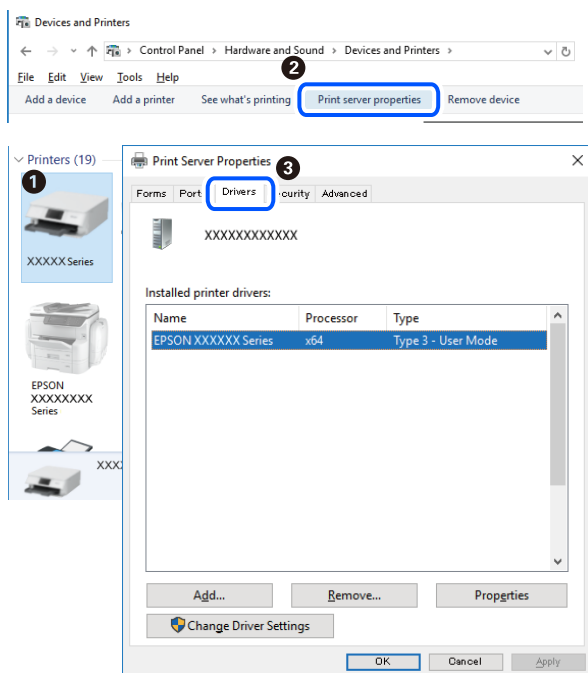 Devices and Printers
Control Panel > Hardware and Sound > Devices and Printers >
2
File Edit View Tools Help
Add a device Add a printer See what's printing Print server properties Remove device
Printers (19)
1
XXXXX Series
EPSON
XXXXXXXX
Series
XXX
Print Server Properties
3
Forms Port Drivers curity Advanced
XXXXXXXXXXXX
Installed printer drivers:
Name Processor Type
EPSON XXXXXX Series x64 Type 3 - User Mode
Add... Remove... Properties
Change Driver Settings
OK Cancel Apply